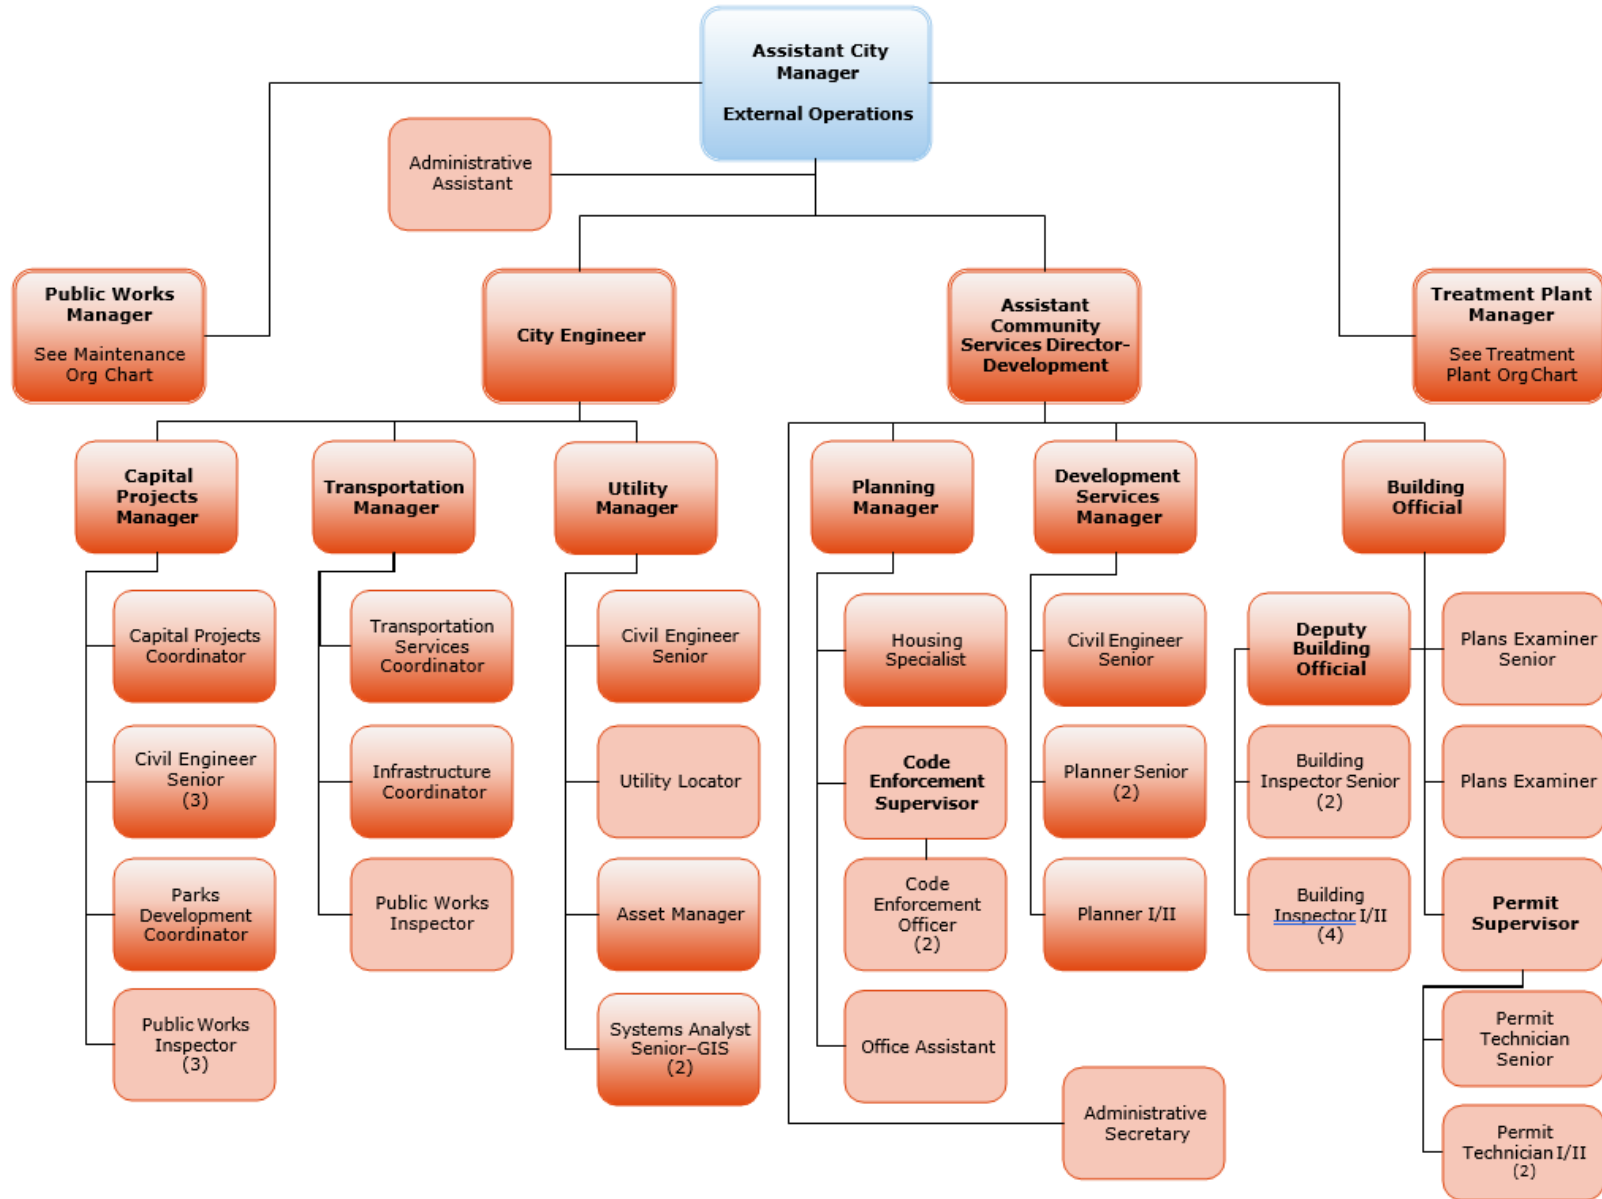 Assistant City
Manager
External Operations
Administrative
Assistant
Public Works
Manager
See Maintenance
Org Chart
City Engineer
Assistant
Community
Services Director-
Development
Treatment Plant
Manager
See Treatment
Plant Org Chart
Capital
Projects
Manager
Transportation
Manager
Utility
Manager
Planning
Manager
Development
Services
Manager
Building
Official
Capital Projects
Coordinator
Transportation
Services
Coordinator
Civil Engineer
Senior
Housing
Specialist
Civil Engineer
Senior
Deputy
Building
Official
Plans Examiner
Senior
Civil Engineer
Senior
(3)
Infrastructure
Coordinator
Utility Locator
Code
Enforcement
Supervisor
Planner Senior
(2)
Building
Inspector Senior
(2)
Plans Examiner
Parks
Development
Coordinator
Public Works
Inspector
Asset Manager
Code
Enforcement
Officer
(2)
Planner I/II
Building
Inspector I/II
(4)
Permit
Supervisor
Public Works
Inspector
(3)
Systems Analyst
Senior–GIS
(2)
Office Assistant
Permit
Technician
Senior
Administrative
Secretary
Permit
Technician I/II
(2)